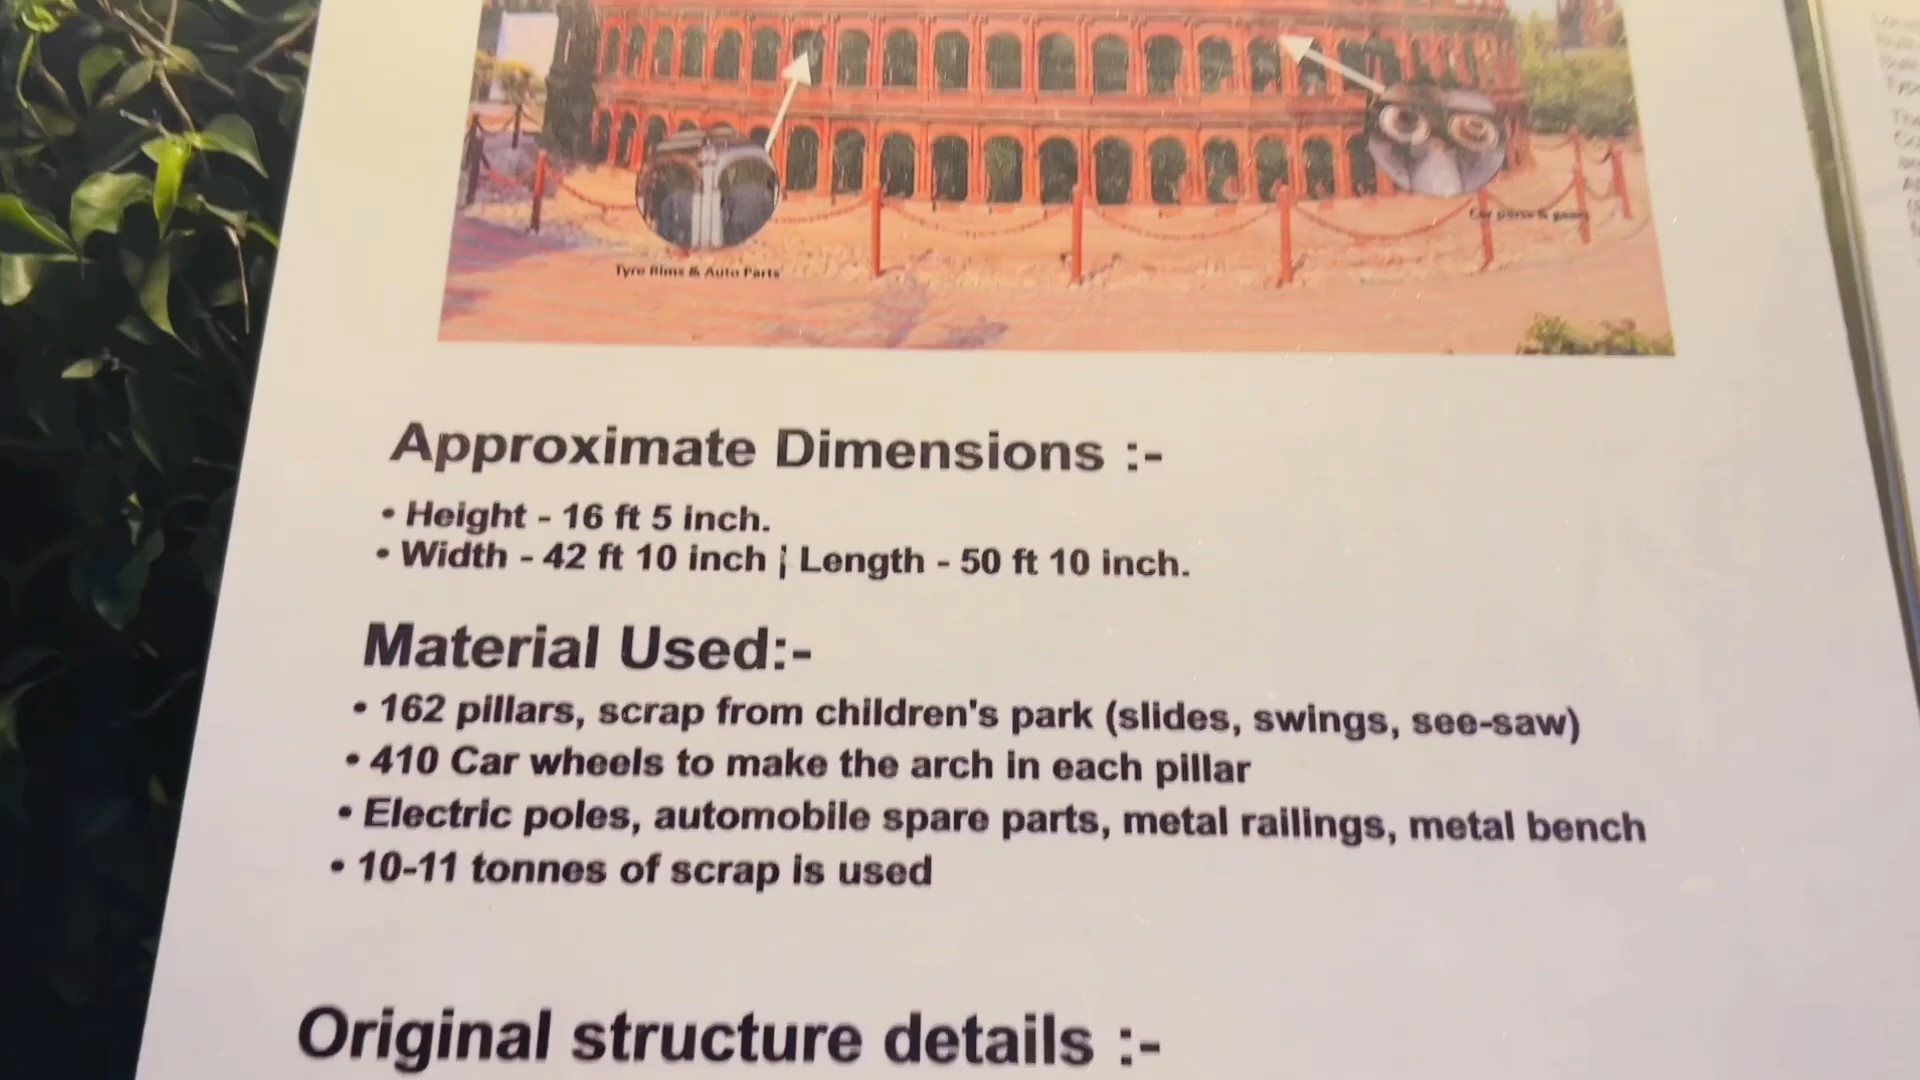 Car parts & gears
Tyre Rims & Auto Parts
Approximate Dimensions :-
• Height - 16 ft 5 inch.
• Width - 42 ft 10 inch | Length - 50 ft 10 inch.
Material Used:-
• 162 pillars, scrap from children's park (slides, swings, see-saw)
• 410 Car wheels to make the arch in each pillar
• Electric poles, automobile spare parts, metal railings, metal bench
• 10-11 tonnes of scrap is used
Original structure details :-